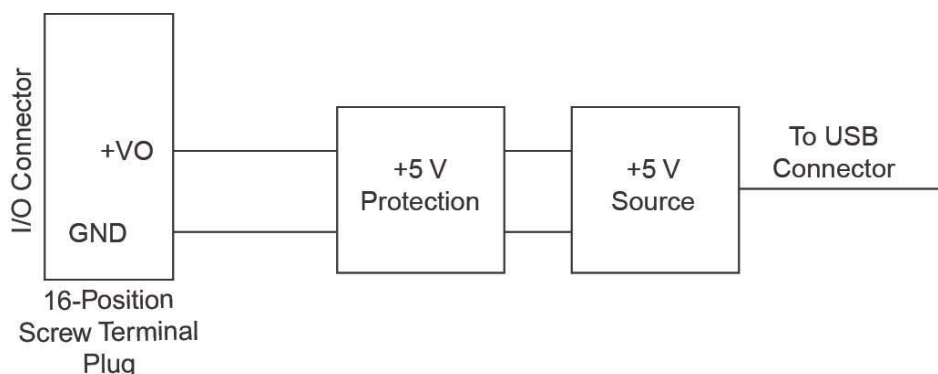 I/O Connector
+VO
GND
16-Position
Screw Terminal
Plug
+5 V
Protection
+5 V
Source
To USB
Connector